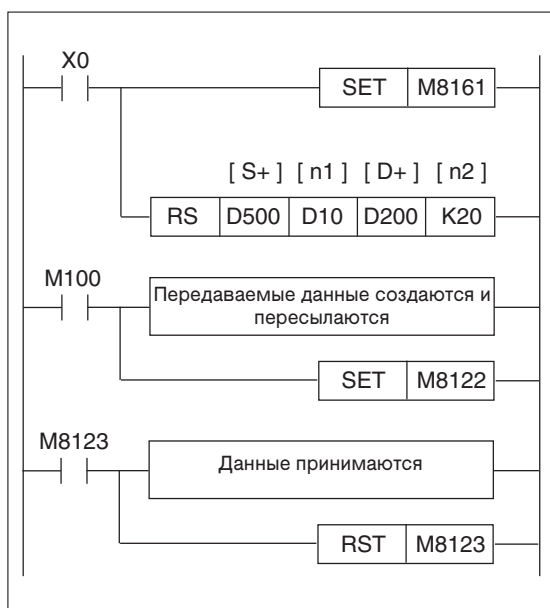 X0
SET M8161
[ S+ ] [ n1 ] [ D+ ] [ n2 ]
RS D500 D10 D200 K20
M100
Передаваемые данные создаются и
пересылаются
SET M8122
M8123
Данные принимаются
RST M8123